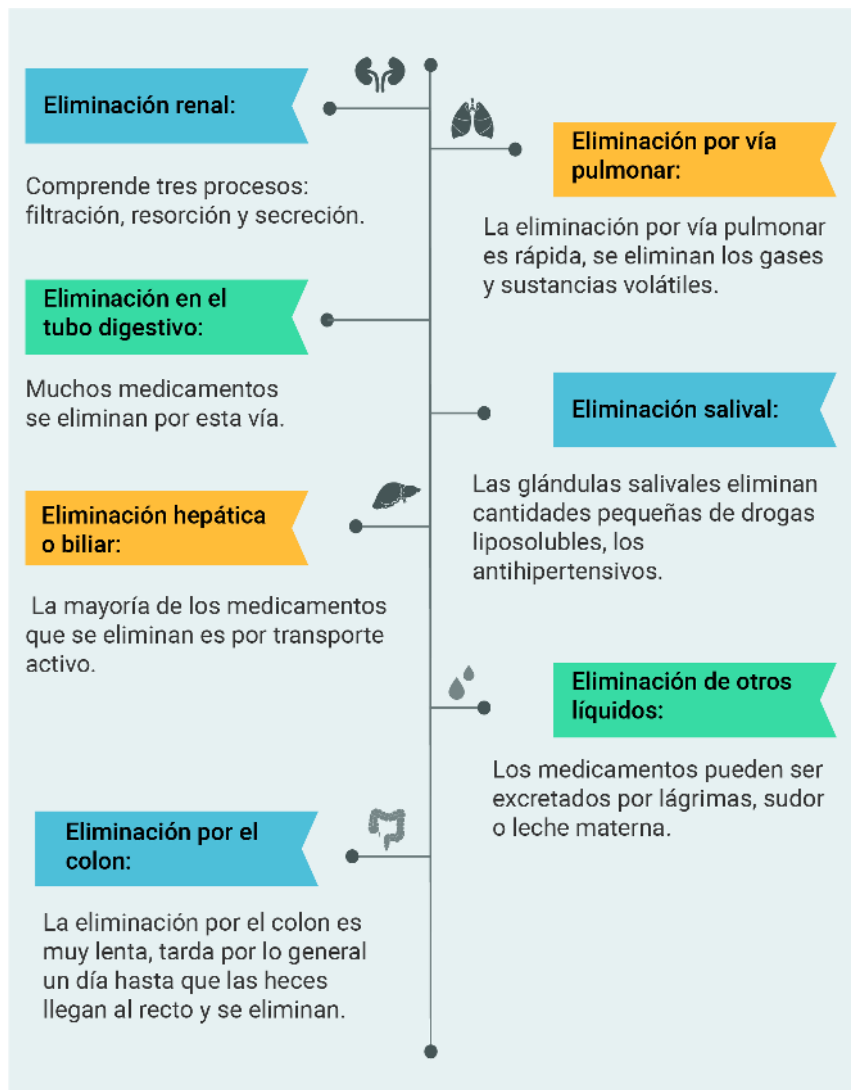 Eliminación renal:
Comprende tres procesos:
filtración, resorción y secreción.
Eliminación por vía
pulmonar:
La eliminación por vía pulmonar
es rápida, se eliminan los gases
y sustancias volátiles.
Eliminación en el
tubo digestivo:
Muchos medicamentos
se eliminan por esta vía.
Eliminación salival:
Las glándulas salivales eliminan
cantidades pequeñas de drogas
liposolubles, los
antihipertensivos.
Eliminación hepática
o biliar:
La mayoría de los medicamentos
que se eliminan es por transporte
activo.
Eliminación de otros
líquidos:
Los medicamentos pueden ser
excretados por lágrimas, sudor
o leche materna.
Eliminación por el
colon:
La eliminación por el colon es
muy lenta, tarda por lo general
un día hasta que las heces
llegan al recto y se eliminan.